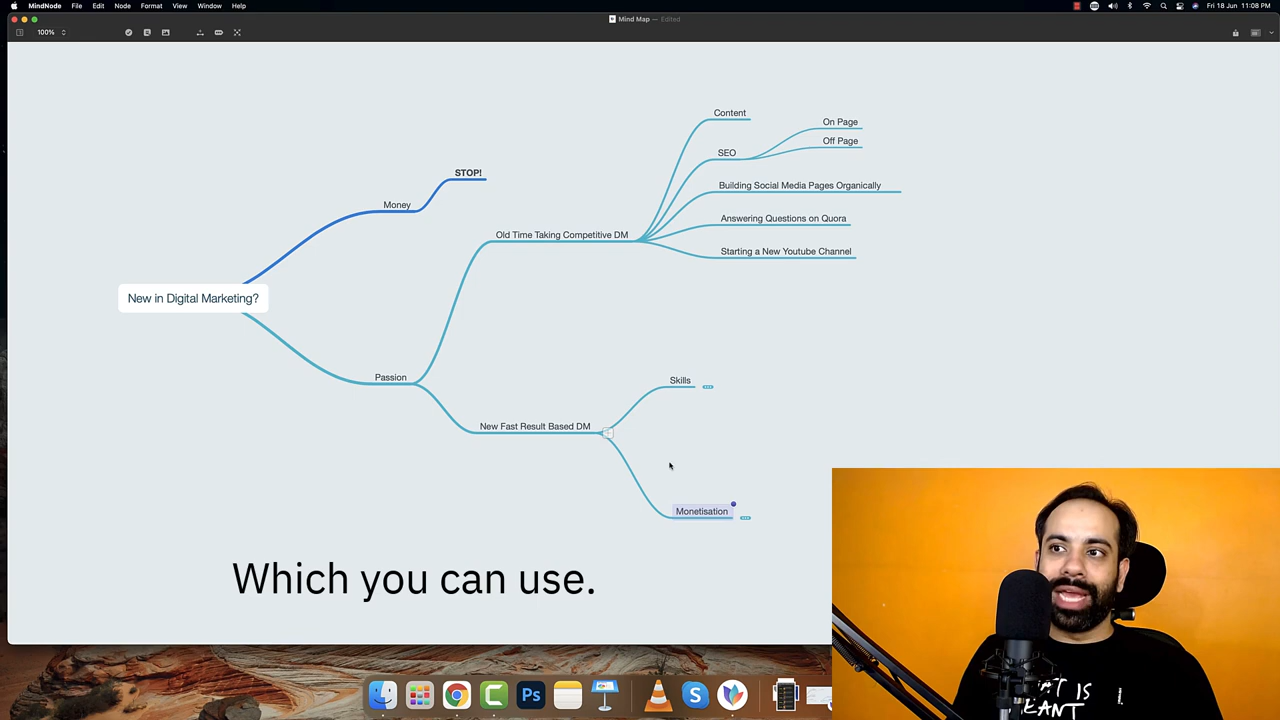 MindNode File Edit Node Format View Window Help
Fri 18 Jun 11:08 PM
Mind Map — Edited
100%
Content
On Page
SEO
Off Page
STOP!
Building Social Media Pages Organically
Money
Answering Questions on Quora
Old Time Taking Competitive DM
Starting a New Youtube Channel
New in Digital Marketing?
Passion
Skills
New Fast Result Based DM
Monetisation
Which you can use.
Ps